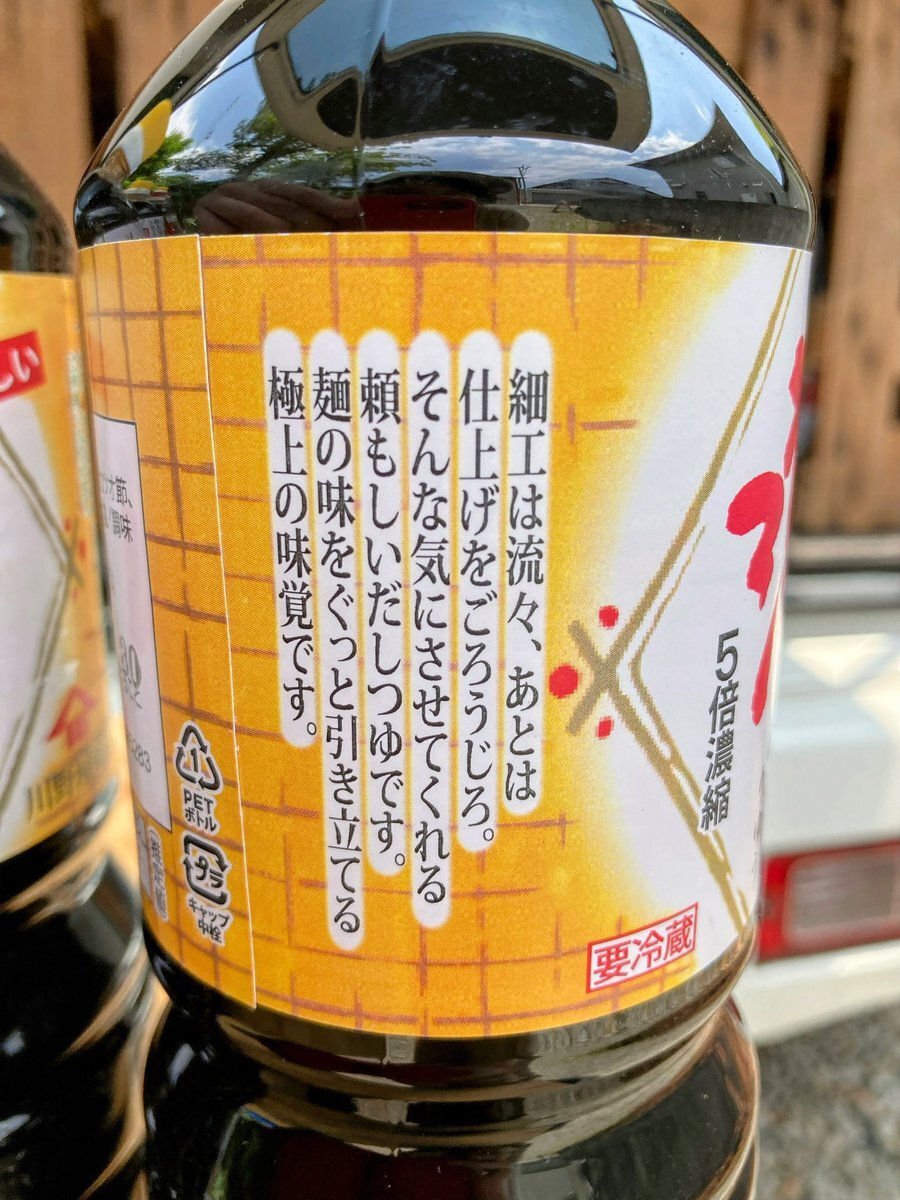 細工は流々、あとは
仕上げをごろうじろ。
そんな気にさせてくれる
頼もしいだしつゆです。
麺の味をぐっと引き立てる
極上の味覚です。
5倍濃縮
要冷蔵
1
PET
ボトル
プラ
キャップ
中栓
しい